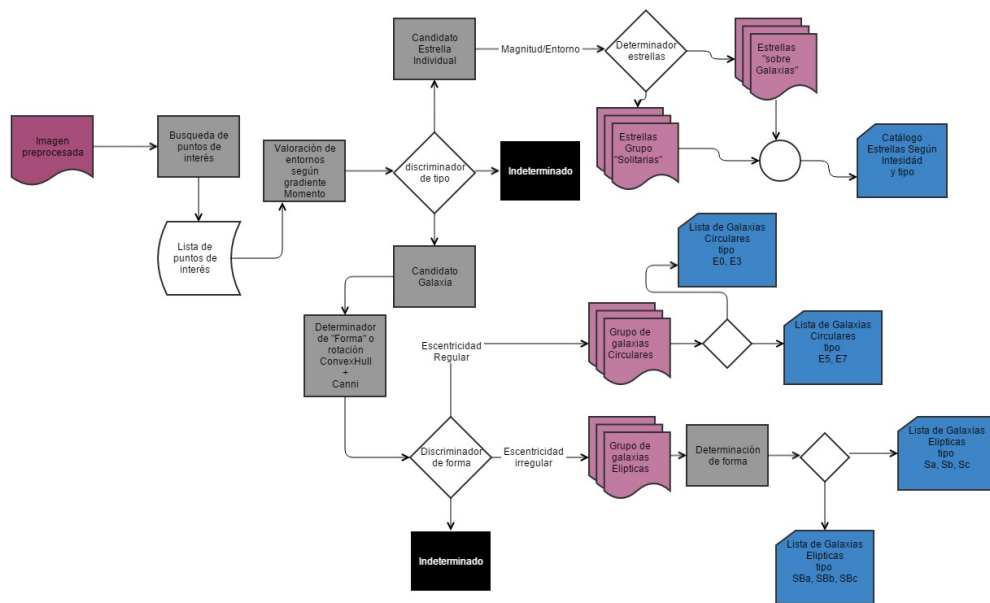 Imagen
preprocesada
Busqueda de
puntos de
interés
Lista de
puntos de
interés
Valoración de
entornos
según
gradiente
Momento
discriminador
de tipo
Candidato
Estrella
Individual
Magnitud/Entorno
Determinador
estrellas
Estrellas
"sobre
Galaxias"
Estrellas
Grupo
"Solitarias"
Catálogo
Estrellas Según
Intesidád
y tipo
Indeterminado
Candidato
Galaxia
Determinador
de "Forma" o
rotación
ConvexHull
+
Canni
Discriminador
de forma
Escentricidad
Regular
Grupo de
galaxias
Circulares
Lista de Galaxias
Circulares
tipo
E0, E3
Lista de Galaxias
Circulares
tipo
E5, E7
Escentricidad
irregular
Grupo de
galaxias
Elipticas
Determinación
de forma
Lista de Galaxias
Elipticas
tipo
Sa, Sb, Sc
Lista de Galaxias
Elipticas
tipo
SBa, SBb, SBc
Indeterminado